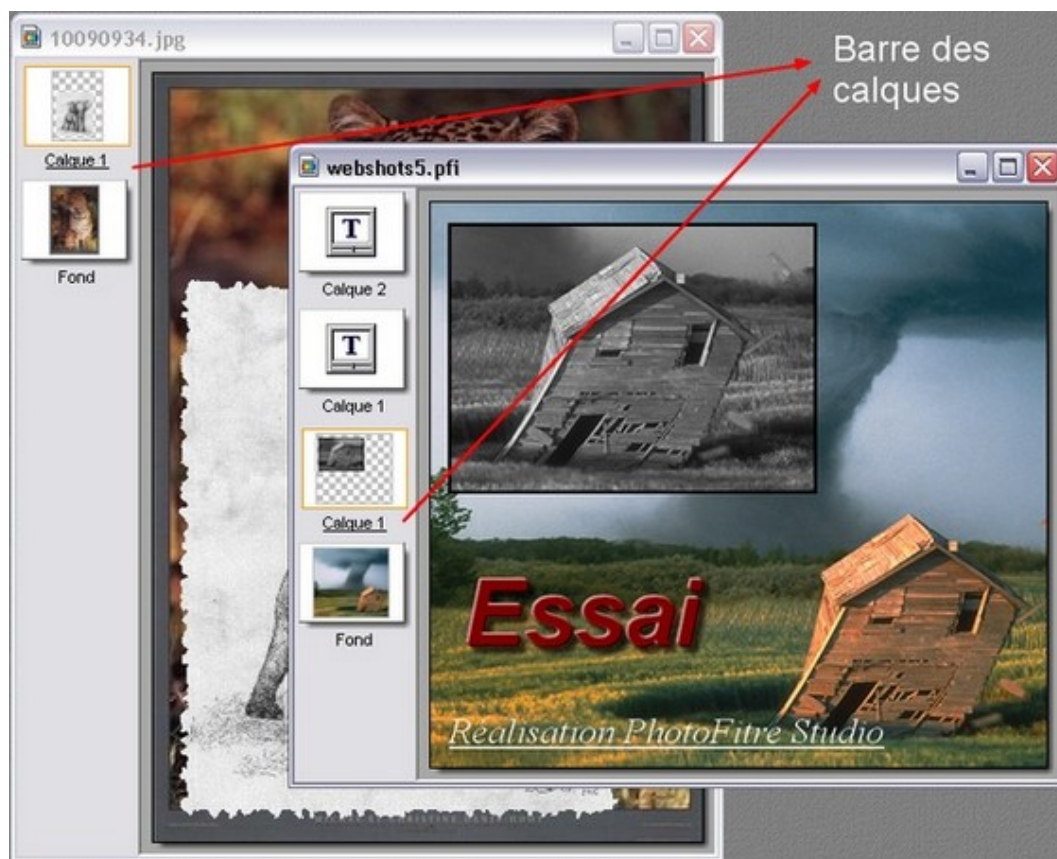 10090934.jpg
Barre des
calques
Calque 1
Fond
webshots5.pfi
T
Calque 2
T
Calque 1
Calque 1
Fond
Essai
Réalisation PhotoFitre Studio